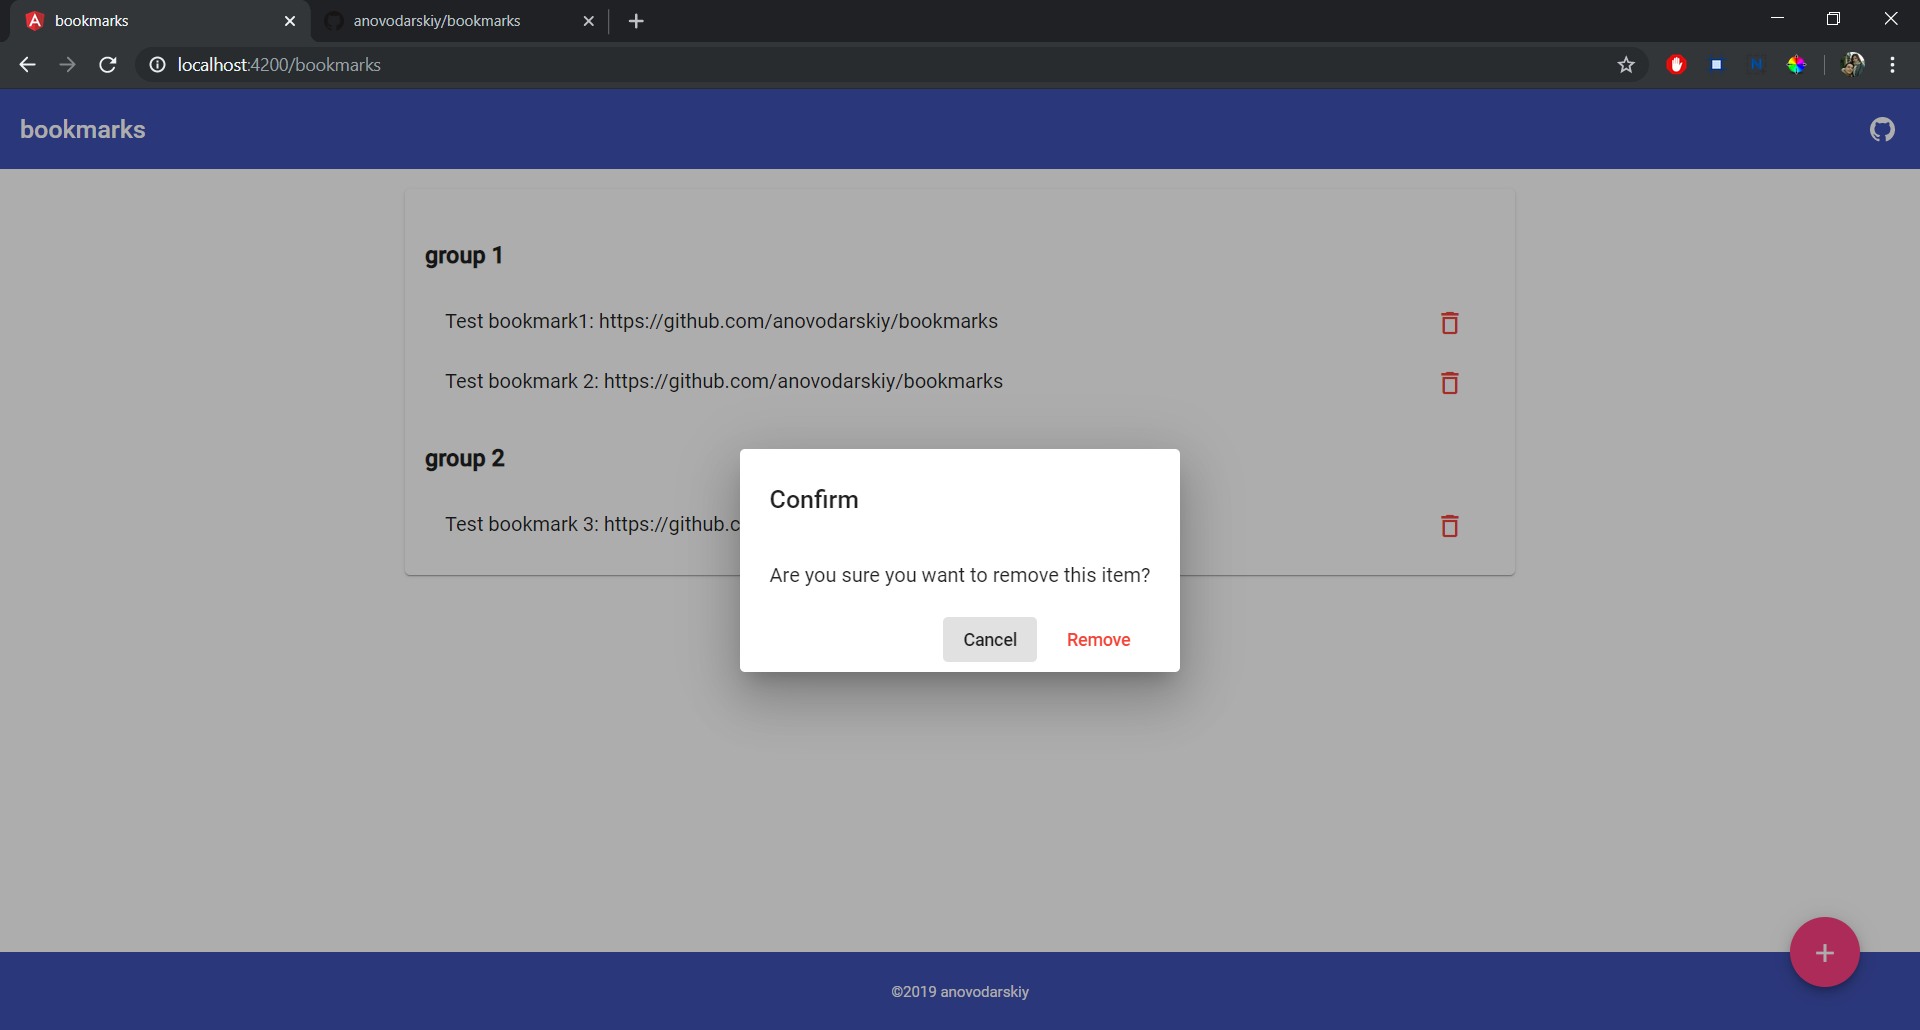 bookmarks
anovodarskiy/bookmarks
localhost:4200/bookmarks
bookmarks
group 1
Test bookmark1: https://github.com/anovodarskiy/bookmarks
Test bookmark 2: https://github.com/anovodarskiy/bookmarks
group 2
Test bookmark 3: https://github.c
Confirm
Are you sure you want to remove this item?
Cancel Remove
©2019 anovodarskiy